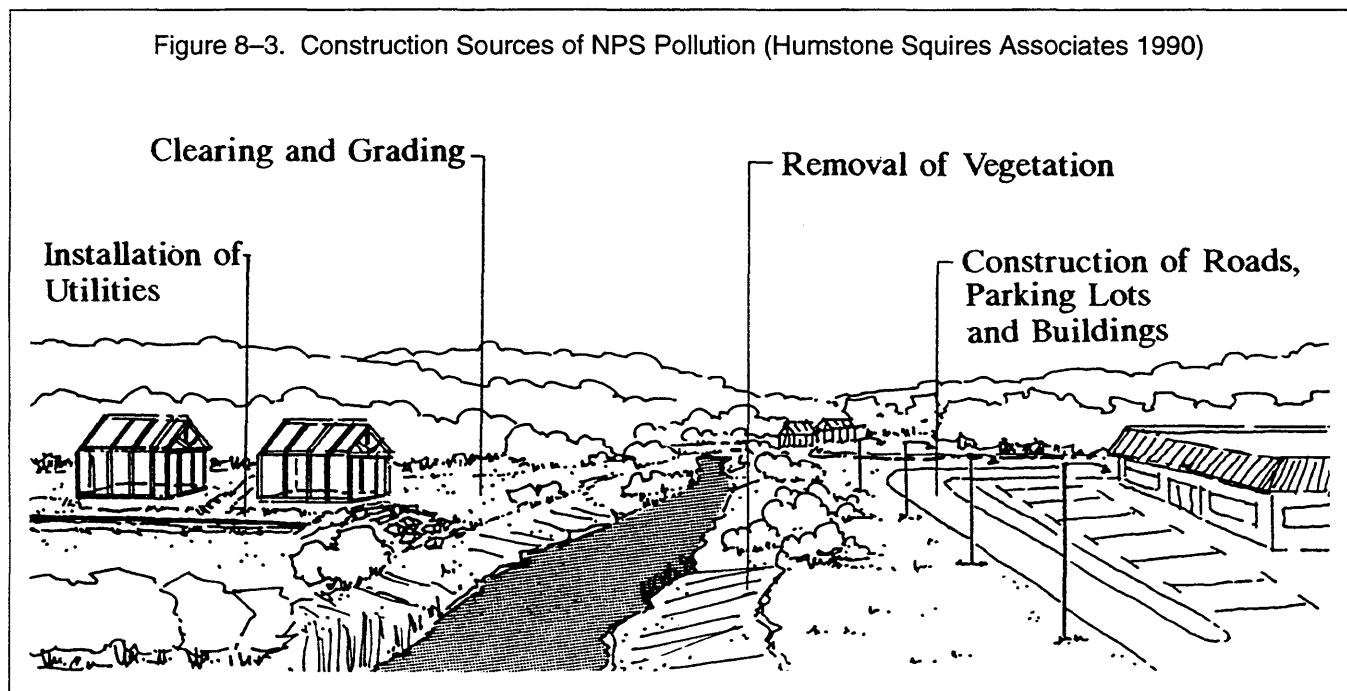 Figure 8–3. Construction Sources of NPS Pollution (Humstone Squires Associates 1990)
Clearing and Grading
Removal of Vegetation
Installation of
Utilities
Construction of Roads,
Parking Lots
and Buildings